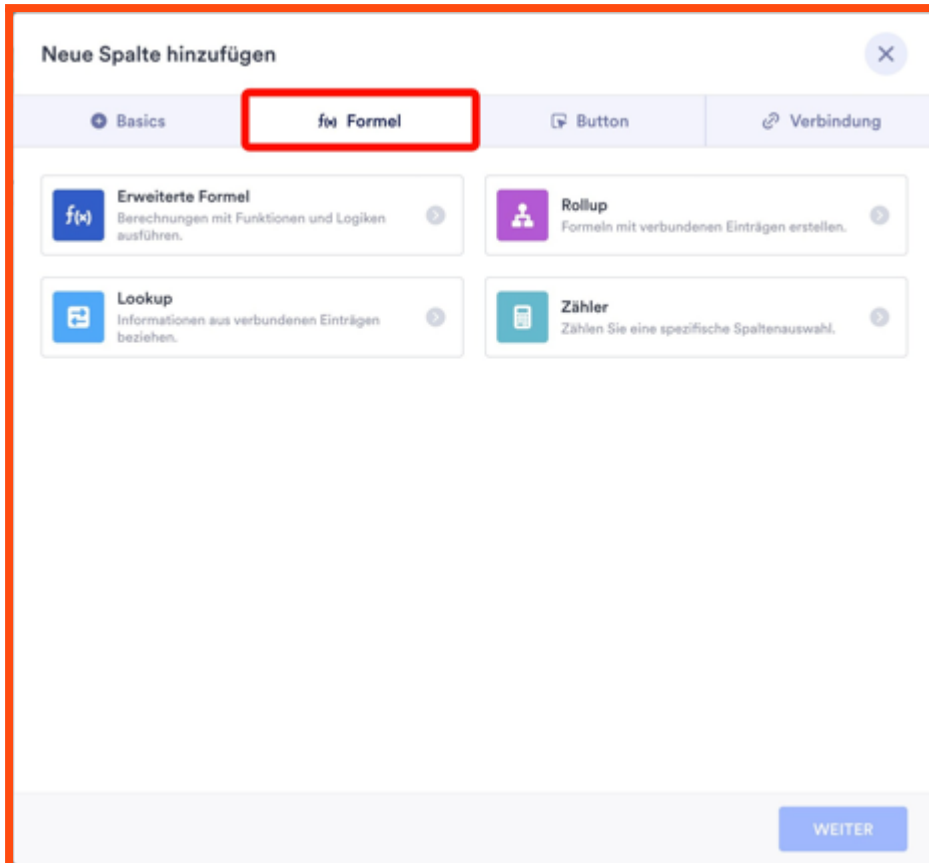 Neue Spalte hinzufügen
Basics
f(x) Formel
Button
Verbindung
f(x)
Erweiterte Formel
Berechnungen mit Funktionen und Logiken
ausführen.
Rollup
Formeln mit verbundenen Einträgen erstellen.
Lookup
Informationen aus verbundenen Einträgen
beziehen.
Zähler
Zählen Sie eine spezifische Spaltenauswahl.
WEITER